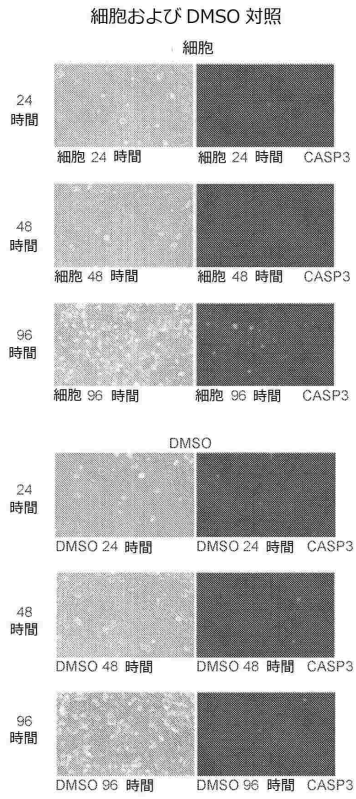 細胞および DMSO 対照
細胞
24
時間
細胞 24 時間 細胞 24 時間 CASP3
48
時間
細胞 48 時間 細胞 48 時間 CASP3
96
時間
細胞 96 時間 細胞 96 時間 CASP3
DMSO
24
時間
DMSO 24 時間 DMSO 24 時間 CASP3
48
時間
DMSO 48 時間 DMSO 48 時間 CASP3
96
時間
DMSO 96 時間 DMSO 96 時間 CASP3